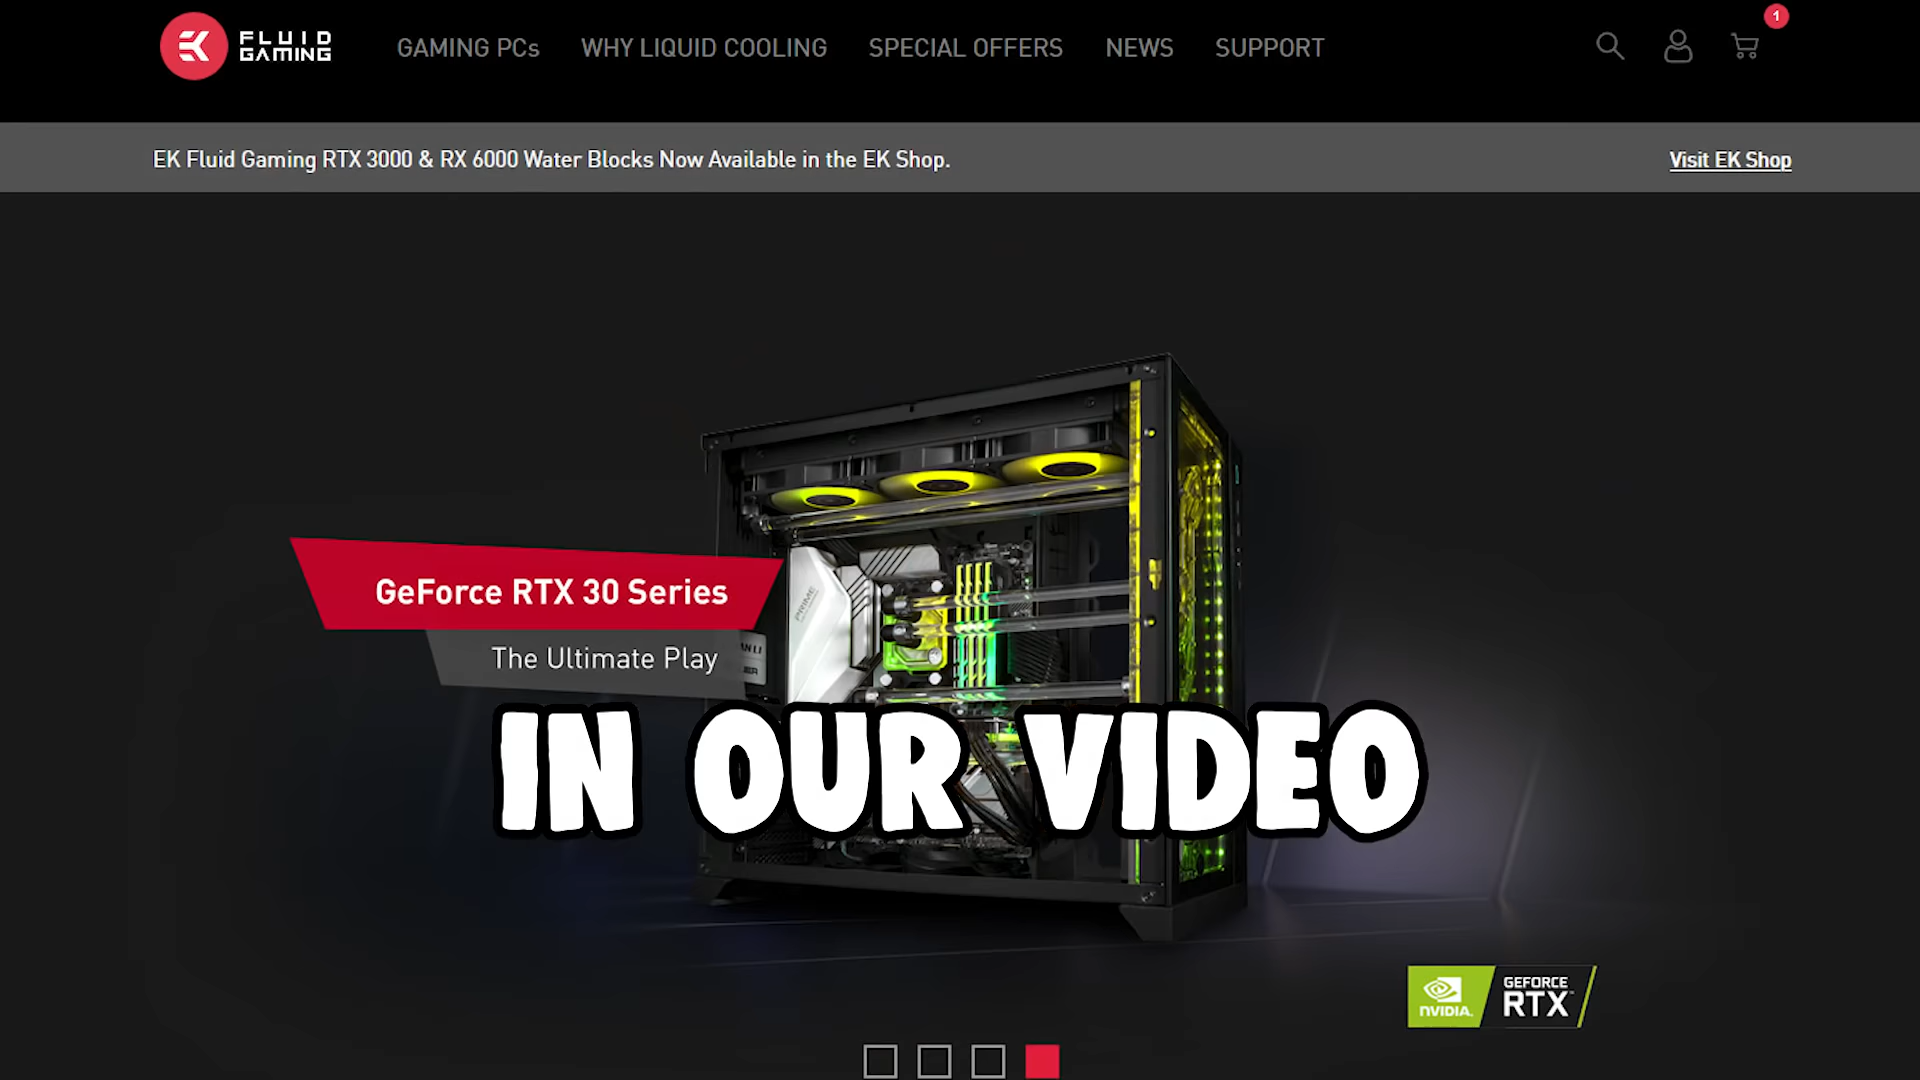 FLUID
GAMING
GAMING PCs
WHY LIQUID COOLING
SPECIAL OFFERS
NEWS
SUPPORT
1
EK Fluid Gaming RTX 3000 & RX 6000 Water Blocks Now Available in the EK Shop.
Visit EK Shop
PRIME
GeForce RTX 30 Series
The Ultimate Play
IN OUR VIDEO
NVIDIA.
GEFORCE
RTX™